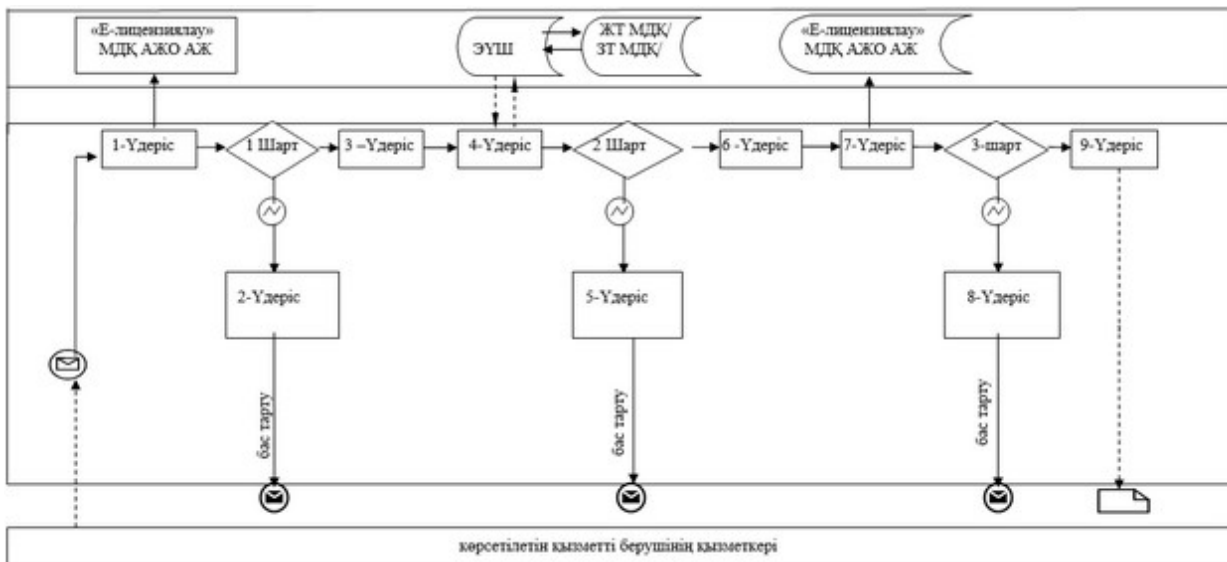 «Е-лицензиялау»
МДҚ АЖО АЖ
ЭҮШ
ЖТ МДҚ/
ЗТ МДҚ/
«Е-лицензиялау»
МДҚ АЖО АЖ
1-Үдеріс
1 Шарт
3 –Үдеріс
4-Үдеріс
2 Шарт
6 -Үдеріс
7-Үдеріс
3-шарт
9-Үдеріс
2-Үдеріс
5-Үдеріс
8-Үдеріс
бас тарту
бас тарту
бас тарту
көрсетілетін қызметті берушінің қызметкері